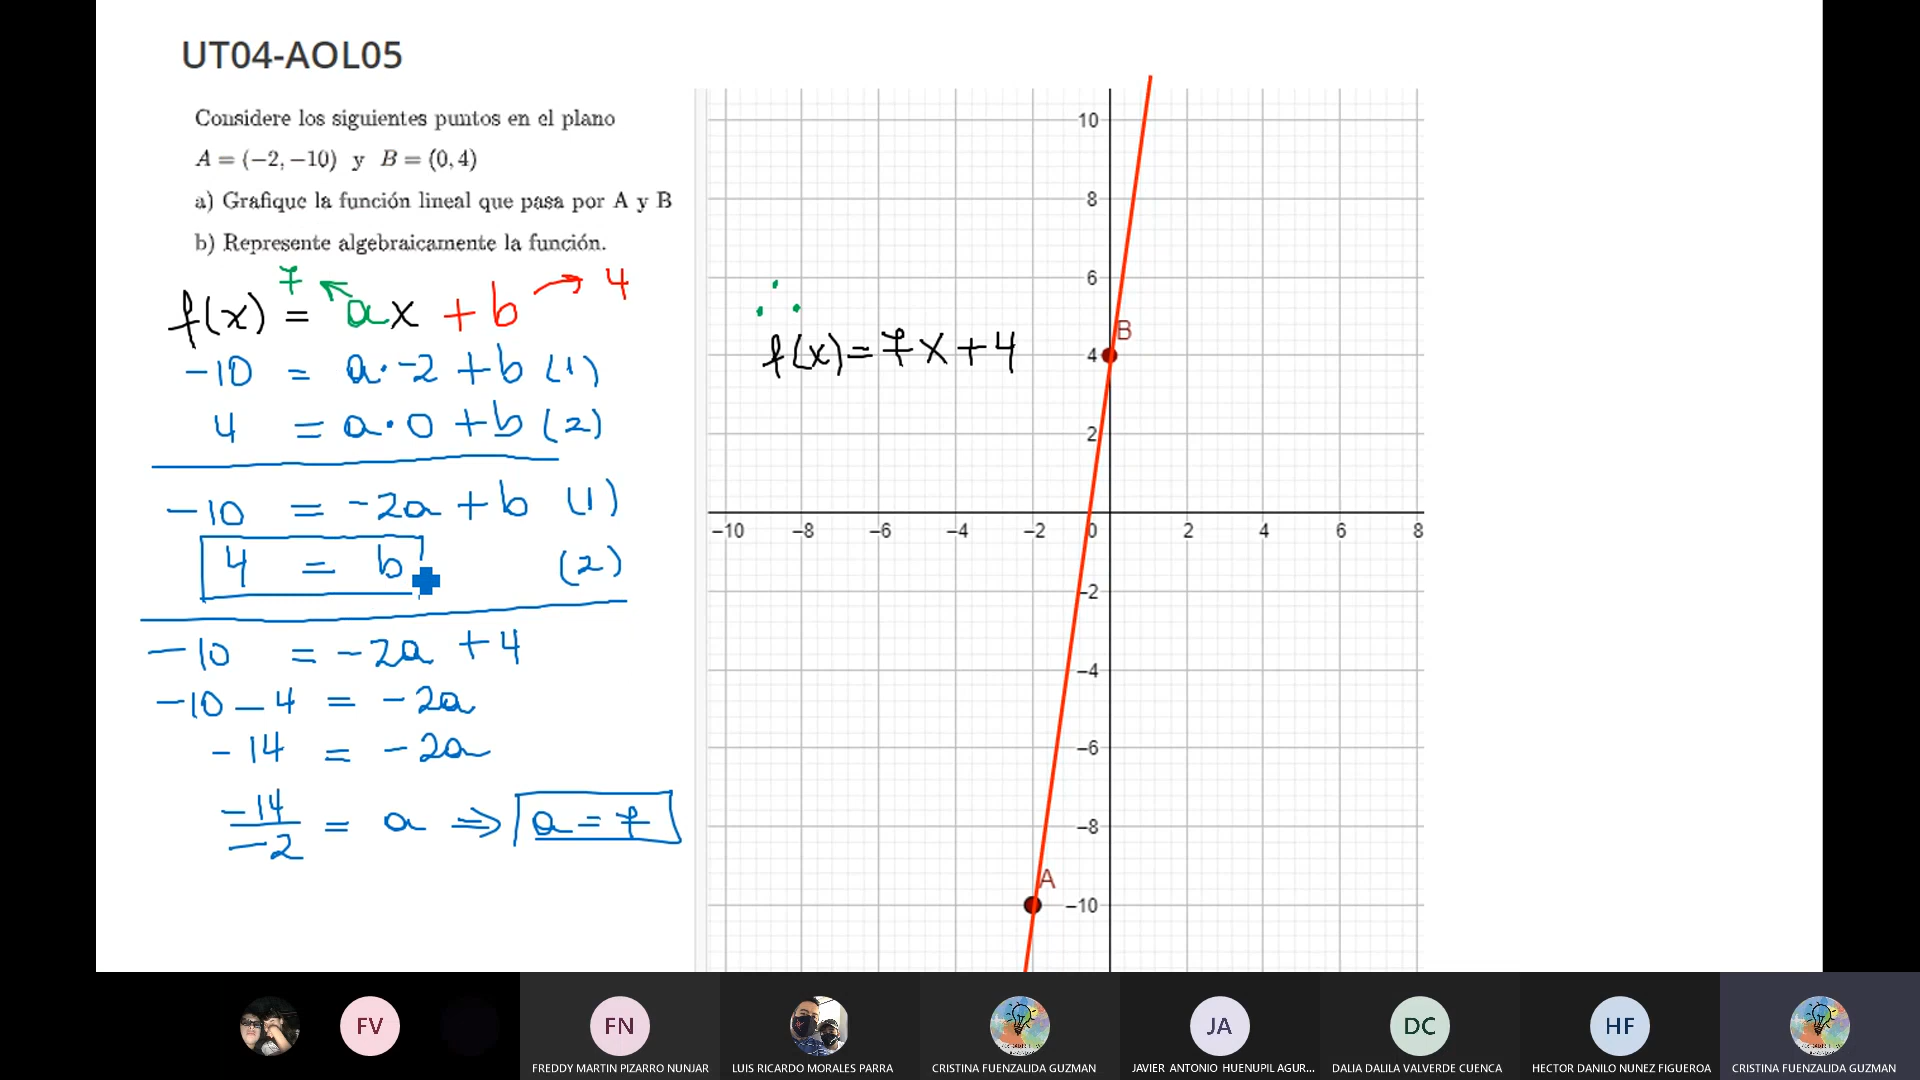 UT04-AOL05
Considere los siguientes puntos en el plano
A = (−2, −10) y B = (0, 4)
a) Grafique la función lineal que pasa por A y B
b) Represente algebraicamente la función.
7 4
f(x) = ax + b
-10 = a·-2 + b (1)
4 = a·0 + b (2)
-10 = -2a + b (1)
4 = b (2)
-10 = -2a + 4
-10 - 4 = -2a
-14 = -2a
-14/-2 = a ⇒ a = 7
∴
f(x) = 7x + 4
10
8
6
B
4
2
−10 −8 −6 −4 −2 0 2 4 6 8
−2
−4
−6
−8
A
−10
FV FN JA DC HF
FREDDY MARTIN PIZARRO NUNJAR LUIS RICARDO MORALES PARRA CRISTINA FUENZALIDA GUZMAN JAVIER ANTONIO HUENUPIL AGUR... DALIA DALILA VALVERDE CUENCA HECTOR DANILO NUNEZ FIGUEROA CRISTINA FUENZALIDA GUZMAN